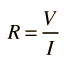 R = V/I